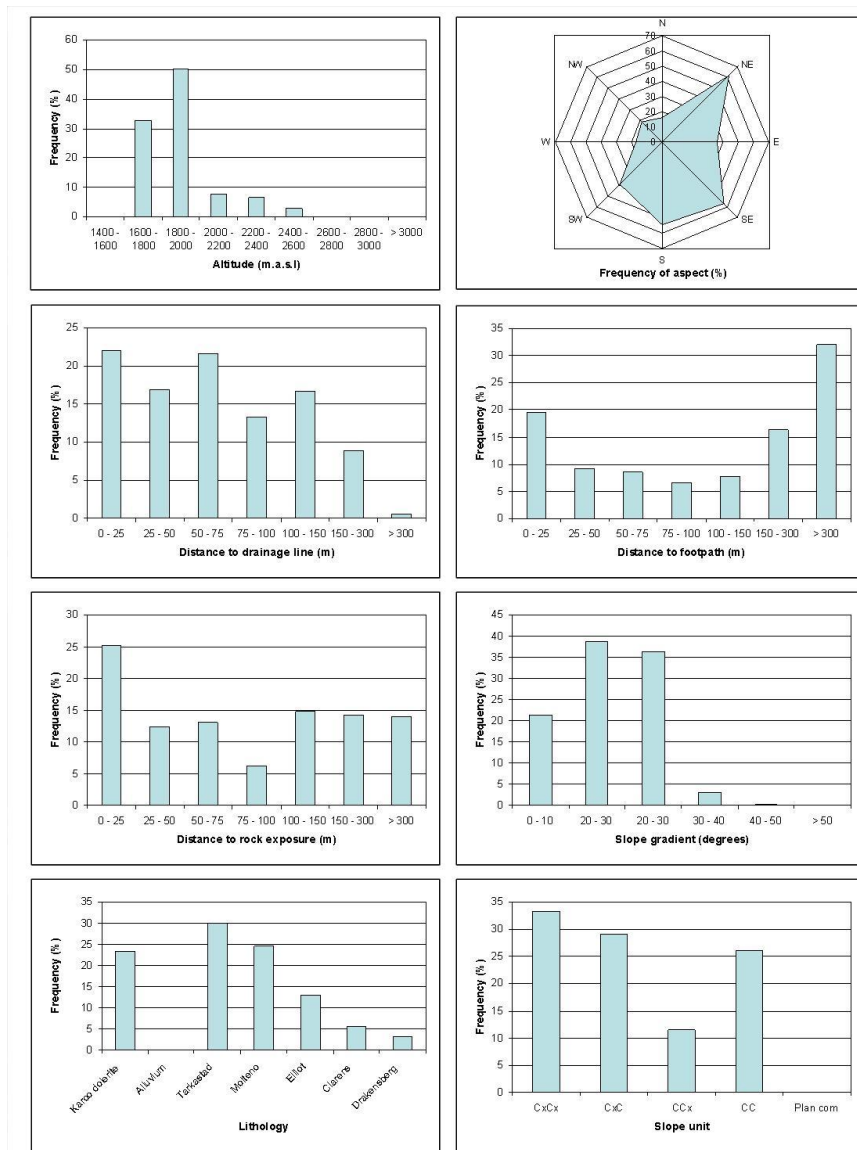 60
50
40
30
20
10
0
Frequency (%)
1400 - 1600 - 1800 - 2000 - 2200 - 2400 - 2600 - 2800 - > 3000
1600 1800 2000 2200 2400 2600 2800 3000
Altitude (m.a.s.l)
N
NE
E
SE
S
SW
W
NW
70
60
50
40
30
20
10
0
Frequency of aspect (%)
25
20
15
10
5
0
Frequency (%)
0 - 25 25 - 50 50 - 75 75 - 100 100 - 150 150 - 300 > 300
Distance to drainage line (m)
35
30
25
20
15
10
5
0
Frequency (%)
0 - 25 25 - 50 50 - 75 75 - 100 100 - 150 150 - 300 > 300
Distance to footpath (m)
30
25
20
15
10
5
0
Frequency (%)
0 - 25 25 - 50 50 - 75 75 - 100 100 - 150 150 - 300 > 300
Distance to rock exposure (m)
45
40
35
30
25
20
15
10
5
0
Frequency (%)
0 - 10 20 - 30 20 - 30 30 - 40 40 - 50 > 50
Slope gradient (degrees)
35
30
25
20
15
10
5
0
Frequency (%)
Karoo dolerite
Alluvium
Tarkastad
Molteno
Elliot
Clarens
Drakensberg
Lithology
35
30
25
20
15
10
5
0
Frequency (%)
CxCx CxC CCx CC Plan com
Slope unit